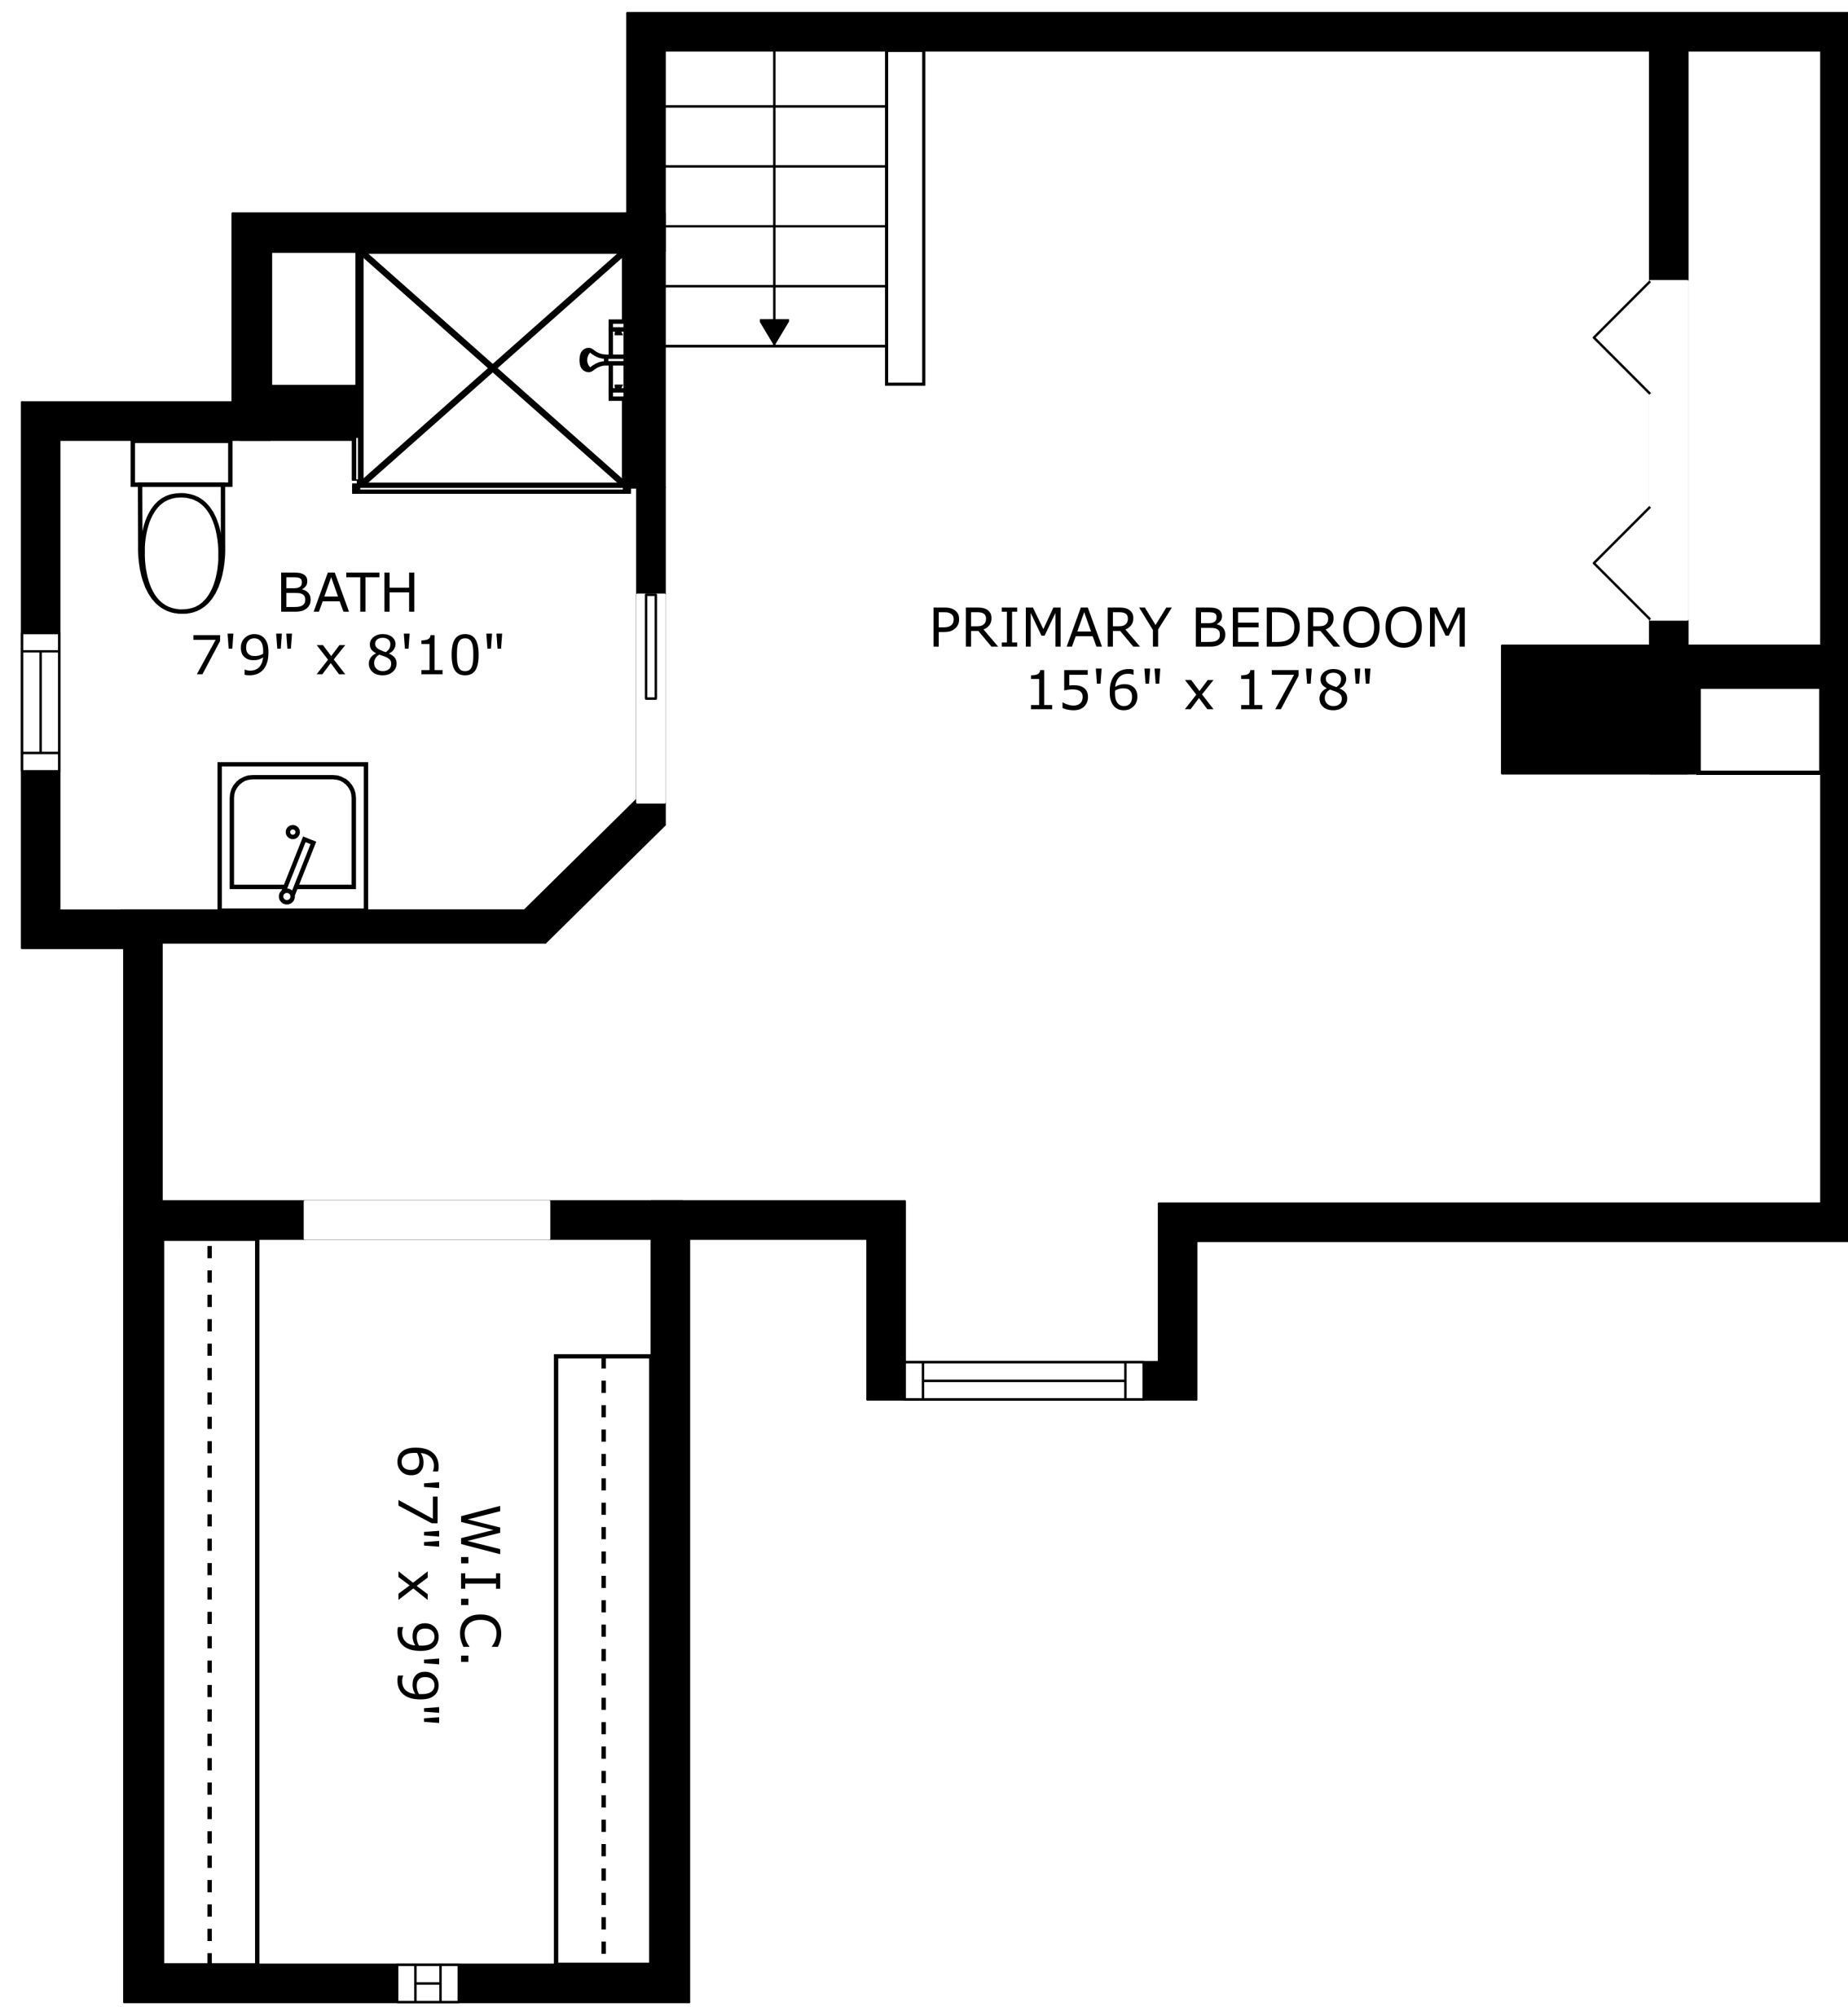 BATH
7'9" x 8'10"
PRIMARY BEDROOM
15'6" x 17'8"
W.I.C.
6'7" x 9'9"